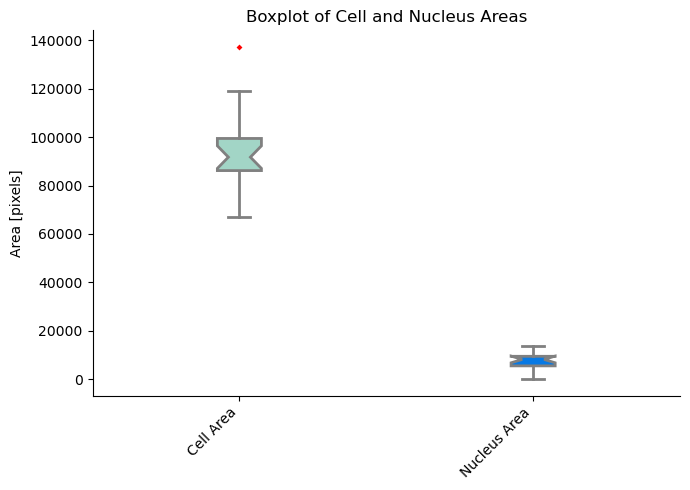 Boxplot of Cell and Nucleus Areas
140000
120000
100000
80000
60000
40000
20000
0
Area [pixels]
Cell Area
Nucleus Area